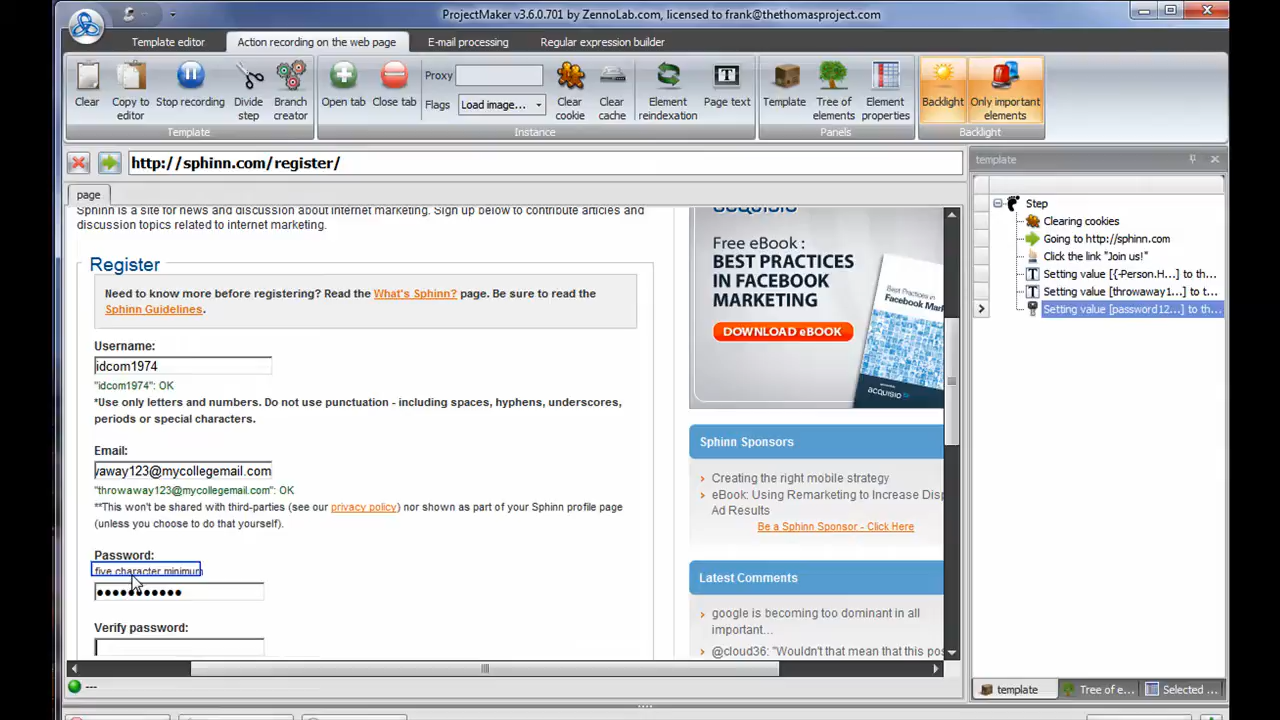 ProjectMaker v3.6.0.701 by ZennoLab.com, licensed to frank@thethomasproject.com
Template editor
Action recording on the web page
E-mail processing
Regular expression builder
Clear
Copy to editor
Stop recording
Divide step
Branch creator
Template
Open tab
Close tab
Proxy
Flags
Load image...
Clear cookie
Clear cache
Element reindexation
Page text
Instance
Template
Tree of elements
Element properties
Panels
Backlight
Only important elements
Backlight
http://sphinn.com/register/
template
page
Sphinn is a site for news and discussion about internet marketing. Sign up below to contribute articles and
discussion topics related to internet marketing.
Register
Need to know more before registering? Read the What's Sphinn? page. Be sure to read the
Sphinn Guidelines.
Username:
idcom1974
"idcom1974": OK
*Use only letters and numbers. Do not use punctuation - including spaces, hyphens, underscores,
periods or special characters.
Email:
away123@mycollegemail.com
"throwaway123@mycollegemail.com": OK
**This won't be shared with third-parties (see our privacy policy) nor shown as part of your Sphinn profile page
(unless you choose to do that yourself).
Password:
five character minimum
●●●●●●●●●●●
Verify password:
acquisio
Free eBook :
BEST PRACTICES
IN FACEBOOK
MARKETING
DOWNLOAD eBOOK
Best Practices in
Facebook Mar
acquisio
Sphinn Sponsors
Creating the right mobile strategy
eBook: Using Remarketing to Increase Disp
Ad Results
Be a Sphinn Sponsor - Click Here
Latest Comments
google is becoming too dominant in all
important...
@cloud36: "Wouldn't that mean that this pos
Step
Clearing cookies
Going to http://sphinn.com
Click the link "Join us!"
Setting value [{-Person.H...] to th...
Setting value [throwaway1...] to t...
Setting value [password12...] to th...
---
template
Tree of e...
Selected ...